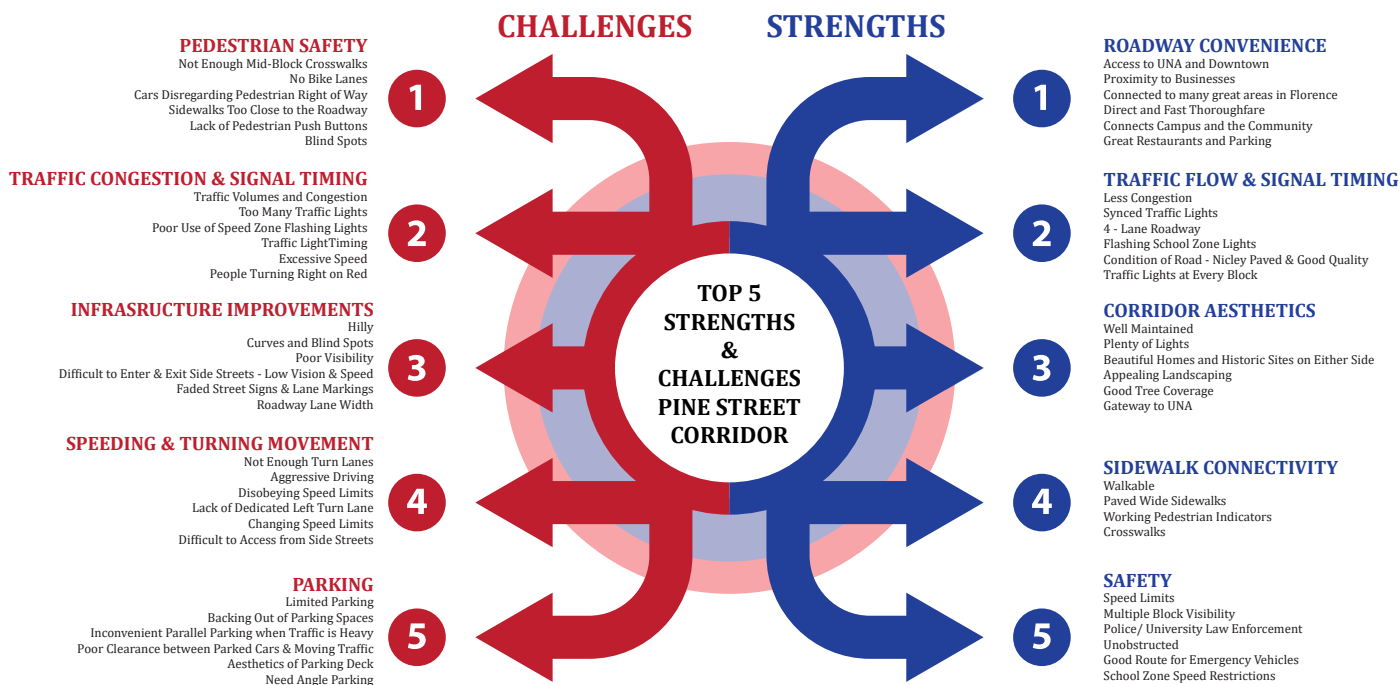 CHALLENGES
STRENGTHS
PEDESTRIAN SAFETY
Not Enough Mid-Block Crosswalks
No Bike Lanes
Cars Disregarding Pedestrian Right of Way
Sidewalks Too Close to the Roadway
Lack of Pedestrian Push Buttons
Blind Spots
1
TRAFFIC CONGESTION & SIGNAL TIMING
Traffic Volumes and Congestion
Too Many Traffic Lights
Poor Use of Speed Zone Flashing Lights
Traffic LightTiming
Excessive Speed
People Turning Right on Red
2
INFRASRUCTURE IMPROVEMENTS
Hilly
Curves and Blind Spots
Poor Visibility
Difficult to Enter & Exit Side Streets - Low Vision & Speed
Faded Street Signs & Lane Markings
Roadway Lane Width
3
SPEEDING & TURNING MOVEMENT
Not Enough Turn Lanes
Aggressive Driving
Disobeying Speed Limits
Lack of Dedicated Left Turn Lane
Changing Speed Limits
Difficult to Access from Side Streets
4
PARKING
Limited Parking
Backing Out of Parking Spaces
Inconvenient Parallel Parking when Traffic is Heavy
Poor Clearance between Parked Cars & Moving Traffic
Aesthetics of Parking Deck
Need Angle Parking
5
TOP 5
STRENGTHS
&
CHALLENGES
PINE STREET
CORRIDOR
1
ROADWAY CONVENIENCE
Access to UNA and Downtown
Proximity to Businesses
Connected to many great areas in Florence
Direct and Fast Thoroughfare
Connects Campus and the Community
Great Restaurants and Parking
2
TRAFFIC FLOW & SIGNAL TIMING
Less Congestion
Synced Traffic Lights
4 - Lane Roadway
Flashing School Zone Lights
Condition of Road - Nicley Paved & Good Quality
Traffic Lights at Every Block
3
CORRIDOR AESTHETICS
Well Maintained
Plenty of Lights
Beautiful Homes and Historic Sites on Either Side
Appealing Landscaping
Good Tree Coverage
Gateway to UNA
4
SIDEWALK CONNECTIVITY
Walkable
Paved Wide Sidewalks
Working Pedestrian Indicators
Crosswalks
5
SAFETY
Speed Limits
Multiple Block Visibility
Police/ University Law Enforcement
Unobstructed
Good Route for Emergency Vehicles
School Zone Speed Restrictions